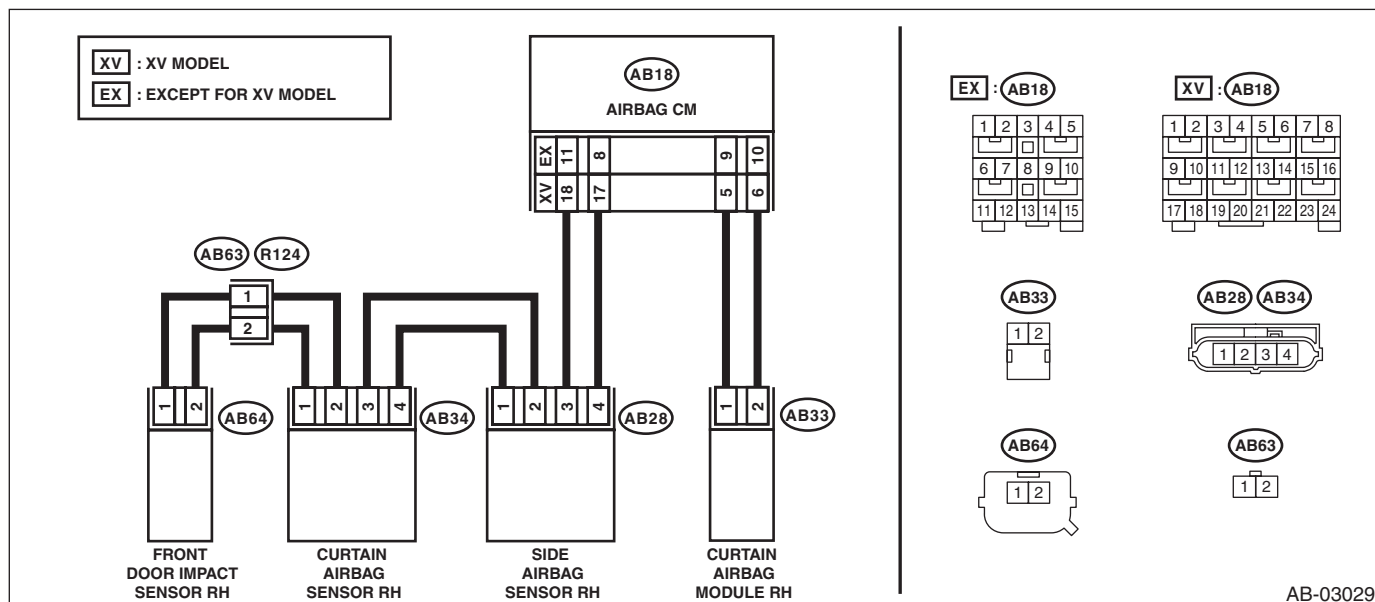 XV : XV MODEL
EX : EXCEPT FOR XV MODEL
AB18
AIRBAG CM
EX 11 8 9 10
XV 18 17 5 6
AB63 R124
1
2
1 2
AB64
1 2 3 4
AB34
1 2 3 4
AB28
1 2
AB33
FRONT
DOOR IMPACT
SENSOR RH
CURTAIN
AIRBAG
SENSOR RH
SIDE
AIRBAG
SENSOR RH
CURTAIN
AIRBAG
MODULE RH
EX : AB18
1 2 3 4 5
6 7 8 9 10
11 12 13 14 15
XV : AB18
1 2 3 4 5 6 7 8
9 10 11 12 13 14 15 16
17 18 19 20 21 22 23 24
AB33
1 2
AB28 AB34
1 2 3 4
AB64
1 2
AB63
1 2
AB-03029